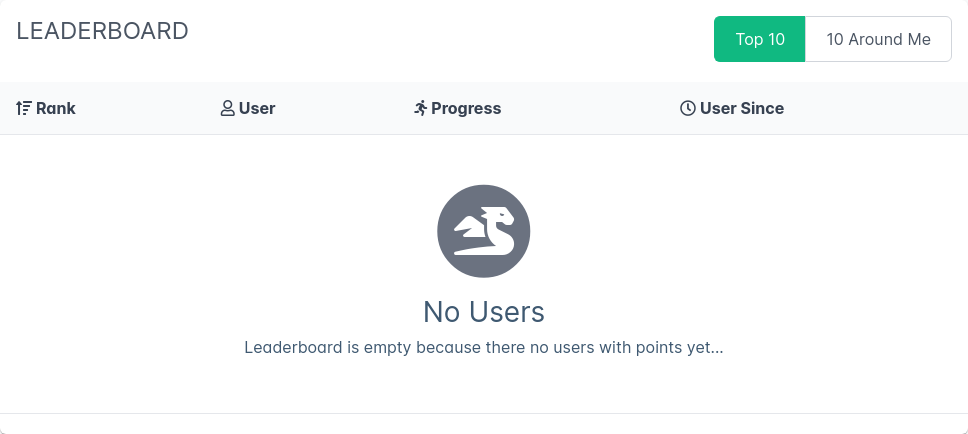 LEADERBOARD
Top 10 10 Around Me
Rank User Progress User Since
No Users
Leaderboard is empty because there no users with points yet...